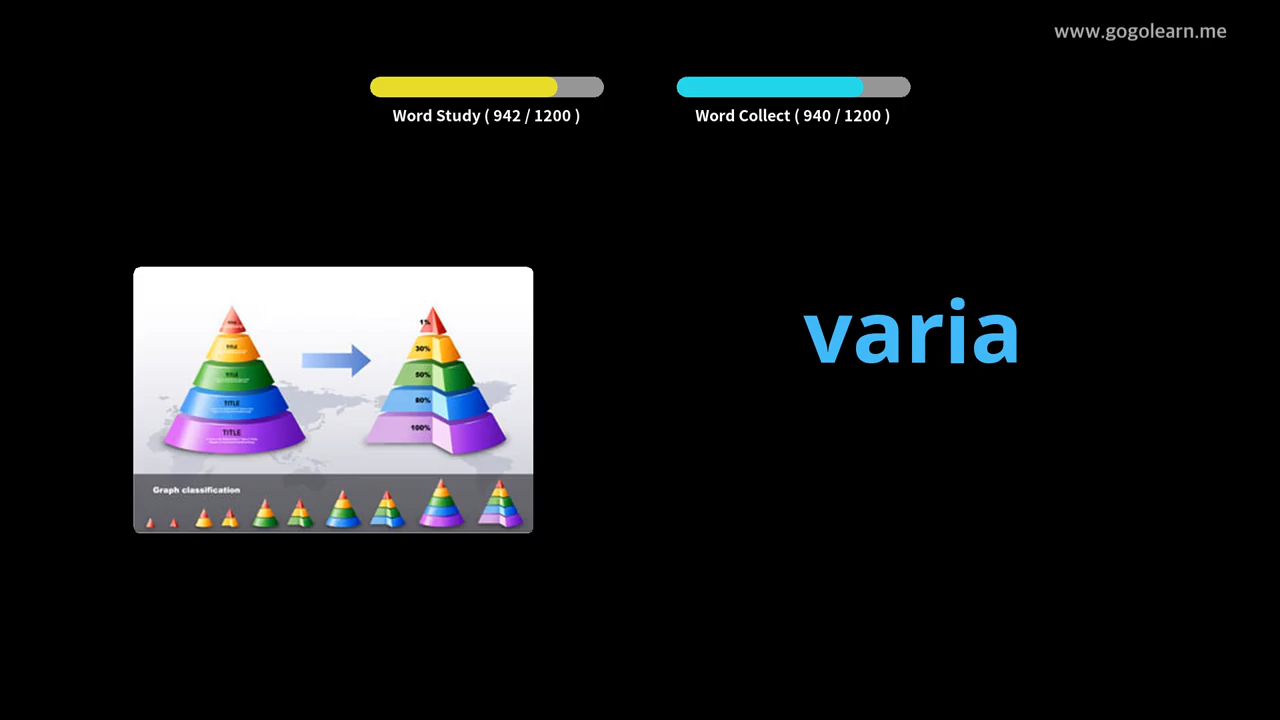 www.gogolearn.me
Word Study ( 942 / 1200 )
Word Collect ( 940 / 1200 )
varia
1%
TITLE
30%
TITLE
50%
TITLE
80%
TITLE
100%
Graph classification